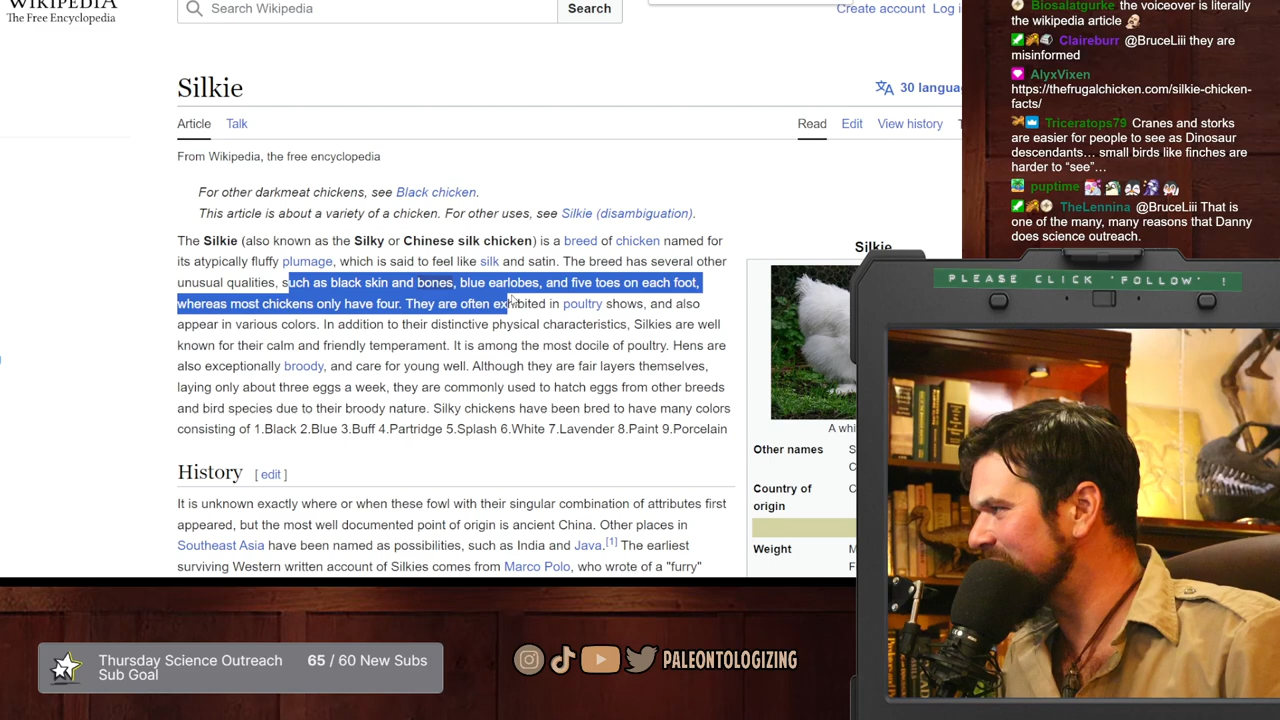 WIKIPEDIA
The Free Encyclopedia
Search Wikipedia
Search
Create account Log i
Silkie
30 langua
Article Talk
Read Edit View history
From Wikipedia, the free encyclopedia
For other darkmeat chickens, see Black chicken.
This article is about a variety of a chicken. For other uses, see Silkie (disambiguation).
The Silkie (also known as the Silky or Chinese silk chicken) is a breed of chicken named for
its atypically fluffy plumage, which is said to feel like silk and satin. The breed has several other
unusual qualities, such as black skin and bones, blue earlobes, and five toes on each foot,
whereas most chickens only have four. They are often exhibited in poultry shows, and also
appear in various colors. In addition to their distinctive physical characteristics, Silkies are well
known for their calm and friendly temperament. It is among the most docile of poultry. Hens are
also exceptionally broody, and care for young well. Although they are fair layers themselves,
laying only about three eggs a week, they are commonly used to hatch eggs from other breeds
and bird species due to their broody nature. Silky chickens have been bred to have many colors
consisting of 1.Black 2.Blue 3.Buff 4.Partridge 5.Splash 6.White 7.Lavender 8.Paint 9.Porcelain
History [ edit ]
It is unknown exactly where or when these fowl with their singular combination of attributes first
appeared, but the most well documented point of origin is ancient China. Other places in
Southeast Asia have been named as possibilities, such as India and Java.[1] The earliest
surviving Western written account of Silkies comes from Marco Polo, who wrote of a "furry"
Silkie
A whi
Other names S
C
Country of C
origin
Weight M
F
Biosalatgurke the voiceover is literally
the wikipedia article
Claireburr @BruceLiii they are
misinformed
AlyxVixen
https://thefrugalchicken.com/silkie-chicken-
facts/
Triceratops79 Cranes and storks
are easier for people to see as Dinosaur
descendants… small birds like finches are
harder to “see”…
puptime
TheLennina @BruceLiii That is
one of the many, many reasons that Danny
does science outreach.
PLEASE CLICK 'FOLLOW' !
Thursday Science Outreach 65 / 60 New Subs
Sub Goal
PALEONTOLOGIZING